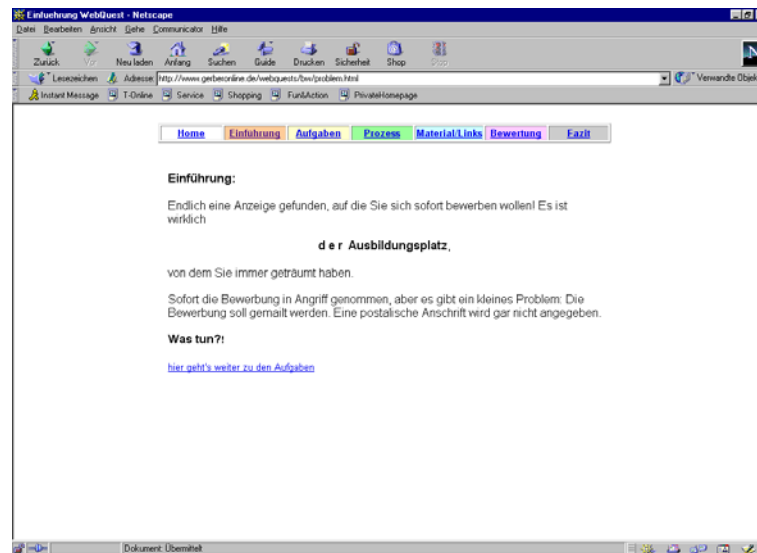 Einfuehrung WebQuest - Netscape
Datei Bearbeiten Ansicht Gehe Communicator Hilfe
Zurück Vor Neu laden Anfang Suchen Guide Drucken Sicherheit Shop Stop
Lesezeichen Adresse: http://www.gerberonline.de/webquests/bw/problem.html Verwandte Objek
Instant Message T-Online Service Shopping Fun&Action PrivateHomepage
Home Einführung Aufgaben Prozess Material/Links Bewertung Fazit
Einführung:
Endlich eine Anzeige gefunden, auf die Sie sich sofort bewerben wollen! Es ist
wirklich
d e r Ausbildungsplatz,
von dem Sie immer geträumt haben.
Sofort die Bewerbung in Angriff genommen, aber es gibt ein kleines Problem: Die
Bewerbung soll gemailt werden. Eine postalische Anschrift wird gar nicht angegeben.
Was tun?!
hier geht's weiter zu den Aufgaben
Dokument: Übermittelt